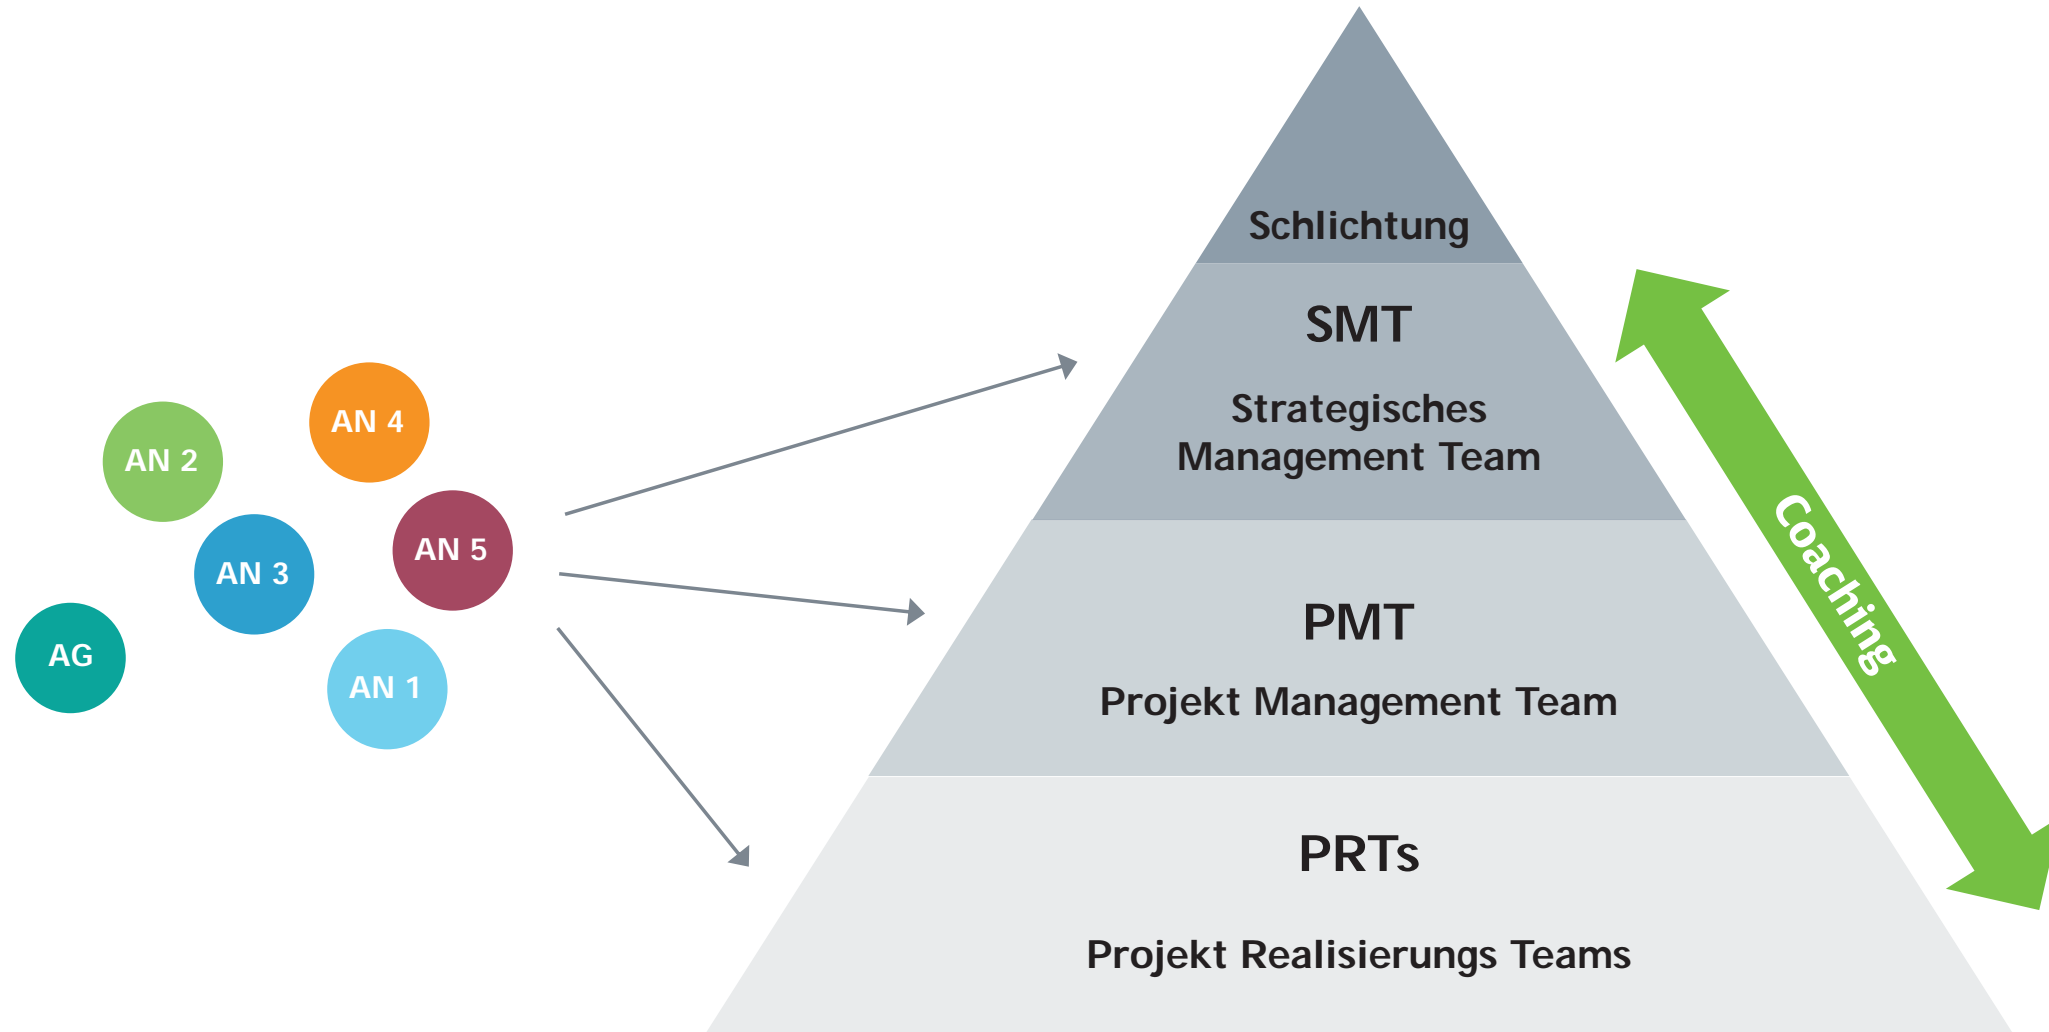 AN 4
AN 2
AN 5
AN 3
AG
AN 1
Schlichtung
SMT
Strategisches
Management Team
PMT
Projekt Management Team
PRTs
Projekt Realisierungs Teams
Coaching